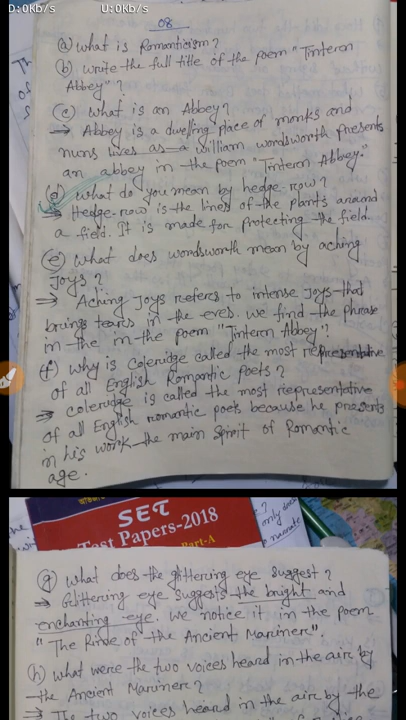 D:0Kb/s U:0Kb/s
08
(a) what is Romanticism?
(b) write the full title of the poem "Tinteren
Abbey"?
(c) what is an Abbey?
⇒ Abbey is a dwelling place of monks and
nuns lives as a william wordsworth presents
an abbey in the poem "Tinteren Abbey."
(d) what do you mean by hedge-row?
⇒ Hedge-row is the lines of the plants around
a field. It is made for protecting the field.
(e) what does wordsworth mean by aching
Joys?
⇒ Aching Joys referes to intense Joys that
brings tears in the eyes. we find the phrase
in the in the poem "Tinteren Abbey"?
(f) why is Coleridge called the most representative
of all English Romantic poets?
⇒ Coleridge is called the most representative
of all English romantic poets because he presents
in his work the main spirit of Romantic
age.
SET
Test Papers-2018
Part-A
only
narrate
(g) what does the glittering eye suggest?
⇒ Glittering eye suggests the bright and
enchanting eye. we notice it in the poem
"The Rime of the Ancient Mariner".
(h) what were the two voices heard in the air by
the Ancient Mariner?
⇒ The two voices heard in the air by the